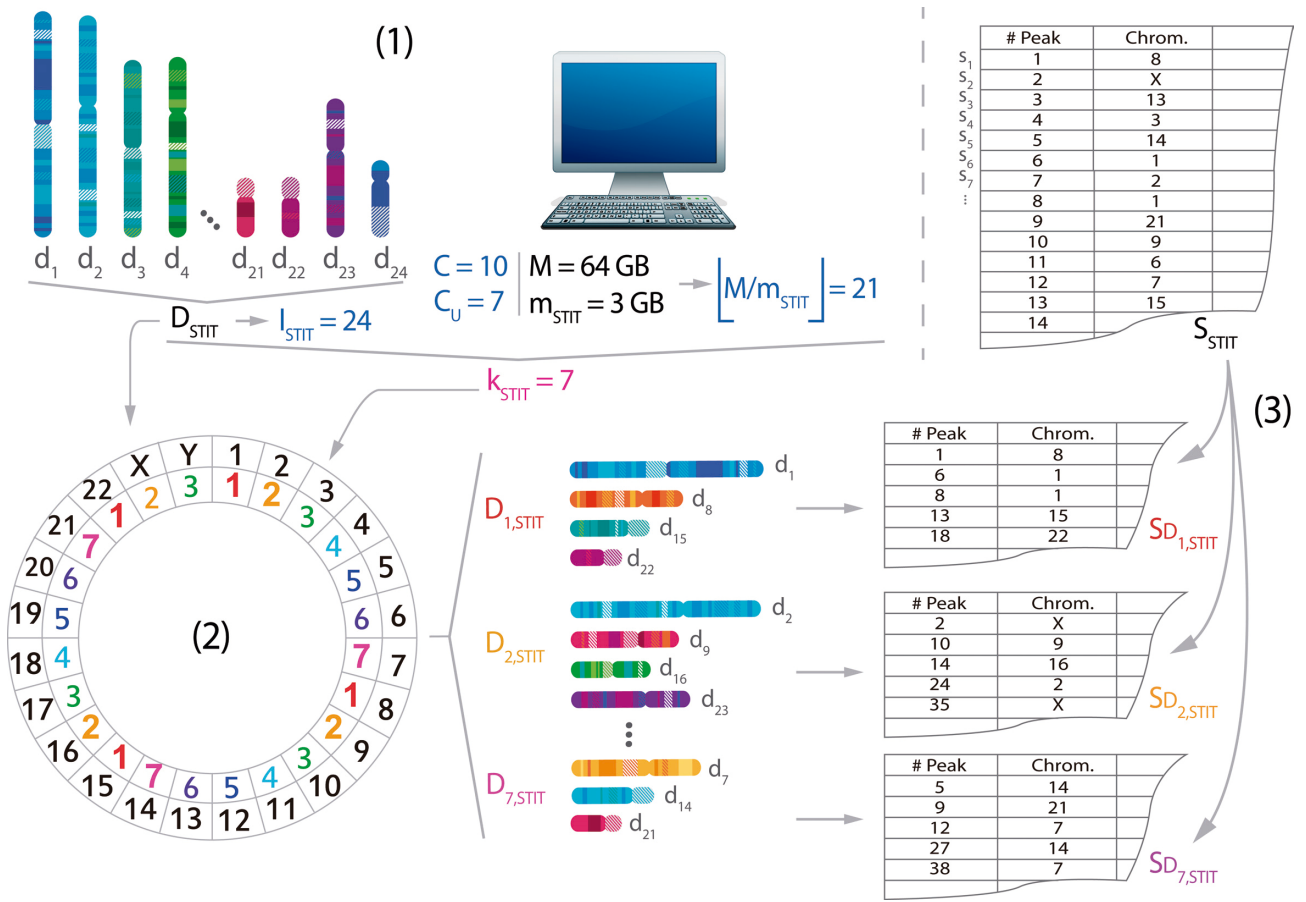 (1)
d1 d2 d3 d4 d21 d22 d23 d24
DSTIT lSTIT = 24
C = 10
CU = 7
M = 64 GB
mSTIT = 3 GB
⌊M/mSTIT⌋ = 21
kSTIT = 7
# Peak Chrom.
S1 1 8
S2 2 X
S3 3 13
S4 4 3
S5 5 14
S6 6 1
S7 7 2
⋮ 8 1
9 21
10 9
11 6
12 7
13 15
14
SSTIT
(2)
1 2 3 4 5 6 7 8 9 10 11 12 13 14 15 16 17 18 19 20 21 22 X Y
1 2 3 4 5 6 7 1 2 3 4 5 6 7 1 2 3 4 5 6 7 1 2 3
D1,STIT
d1
d8
d15
d22
D2,STIT
d2
d9
d16
d23
D7,STIT
d7
d14
d21
(3)
# Peak Chrom.
1 8
6 1
8 1
13 15
18 22
SD1,STIT
# Peak Chrom.
2 X
10 9
14 16
24 2
35 X
SD2,STIT
# Peak Chrom.
5 14
9 21
12 7
27 14
38 7
SD7,STIT